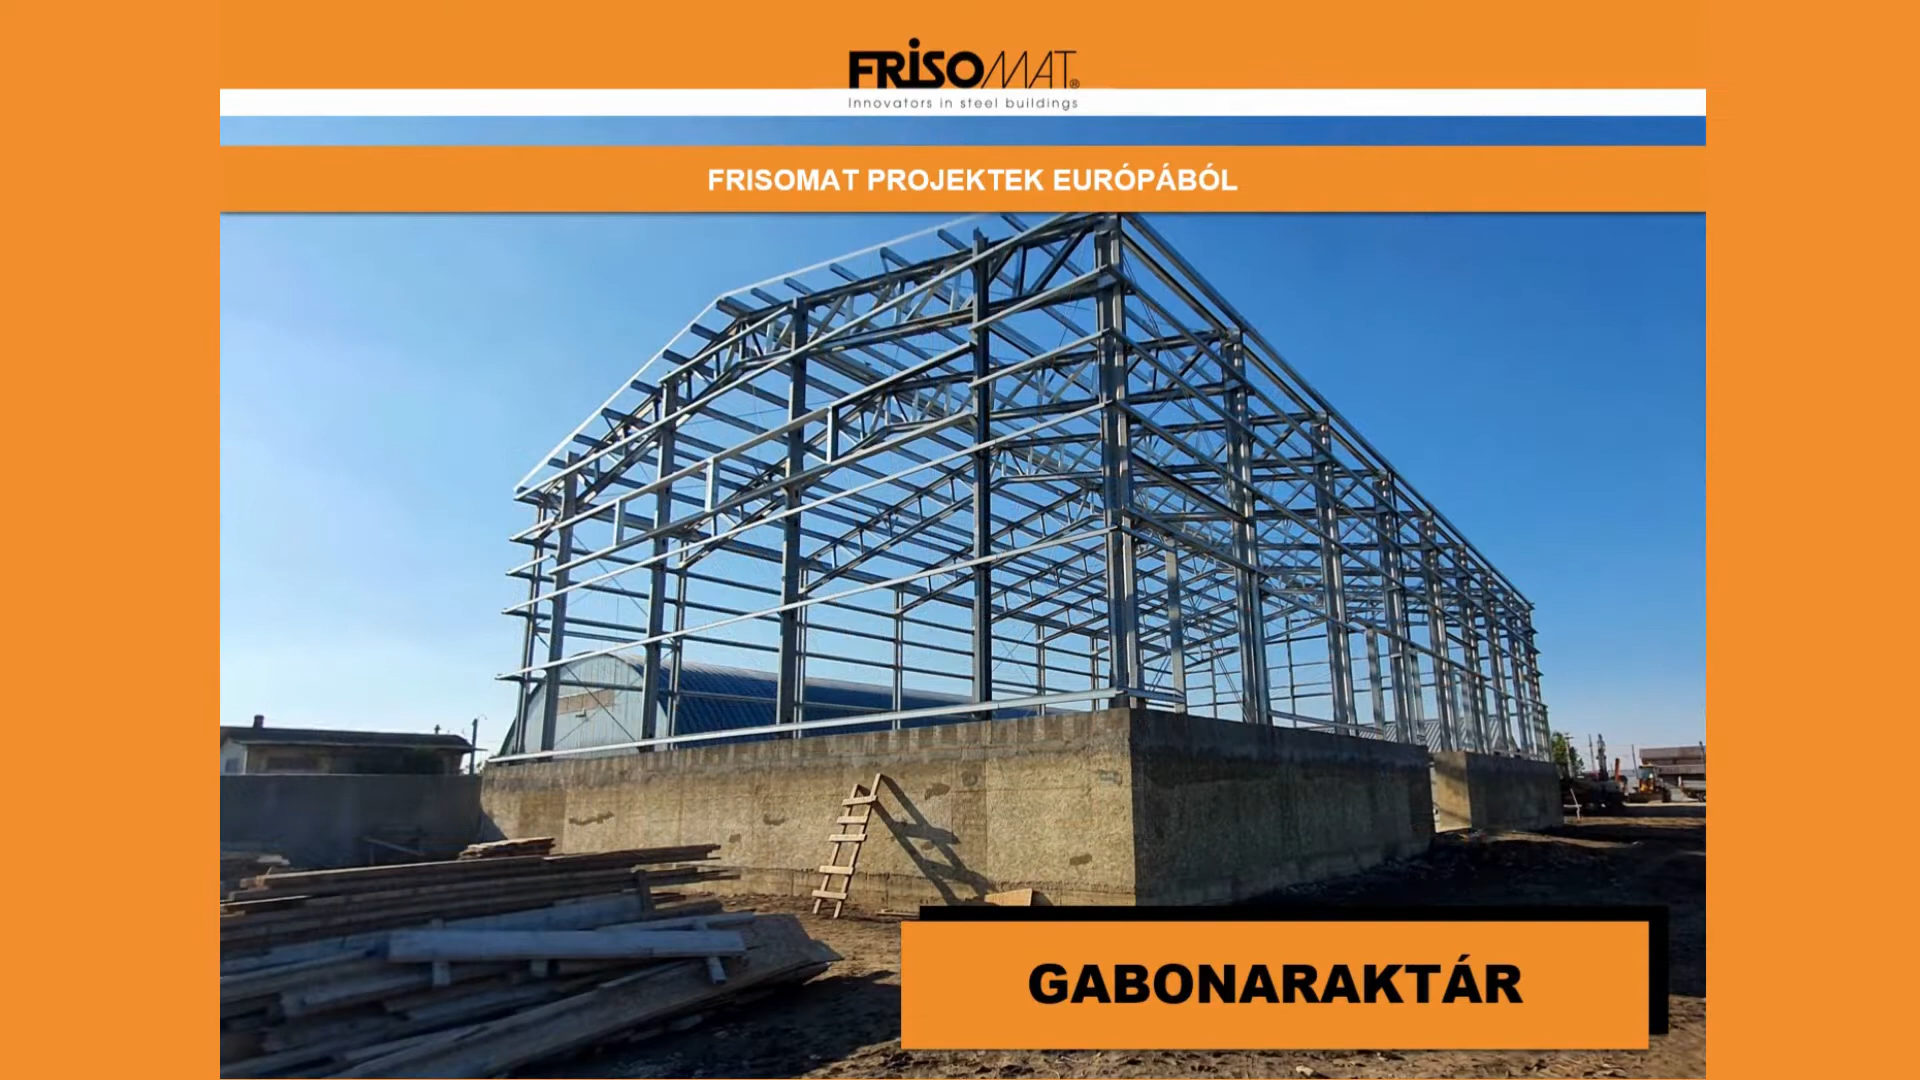 FRISOMAT®
Innovators in steel buildings
FRISOMAT PROJEKTEK EURÓPÁBÓL
GABONARAKTÁR